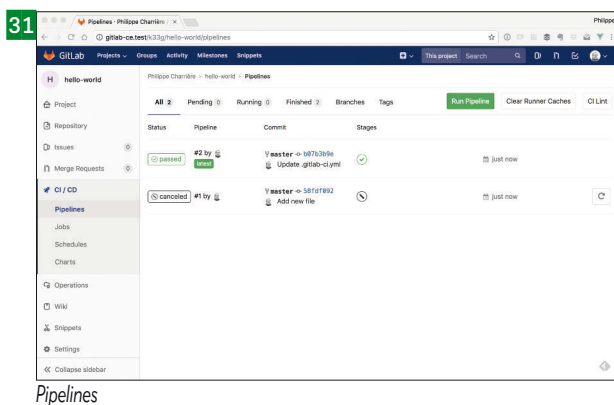 31
Pipelines · Philippe Charrière ×
Philippe
gitlab-ce.test/k33g/hello-world/pipelines
GitLab Projects Groups Activity Milestones Snippets This project Search
H hello-world
Philippe Charrière > hello-world > Pipelines
Project
Repository
Issues 0
Merge Requests 0
CI / CD
Pipelines
Jobs
Schedules
Charts
Operations
Wiki
Snippets
Settings
Collapse sidebar
All 2 Pending 0 Running 0 Finished 2 Branches Tags Run Pipeline Clear Runner Caches CI Lint
Status Pipeline Commit Stages
passed #2 by master b07b3b9e just now
latest Update .gitlab-ci.yml
canceled #1 by master 58fdf092 just now
Add new file
Pipelines